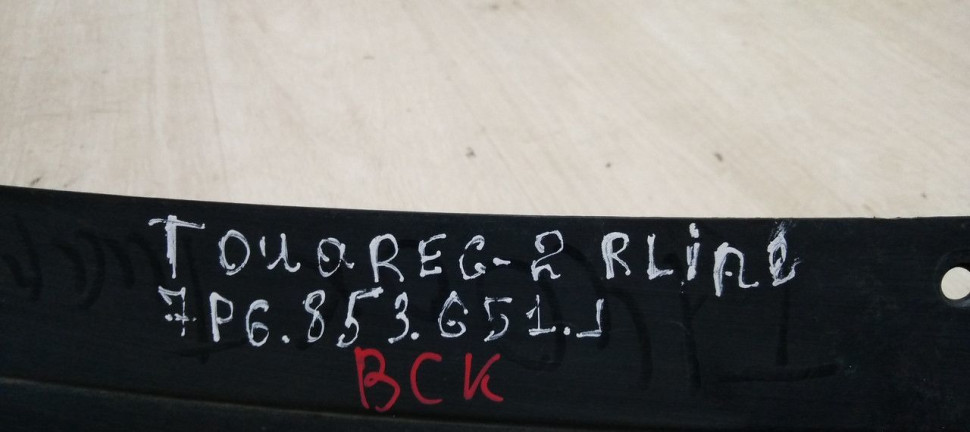 TOUaREG-2 RLine
7P6.853.651.J
BCK